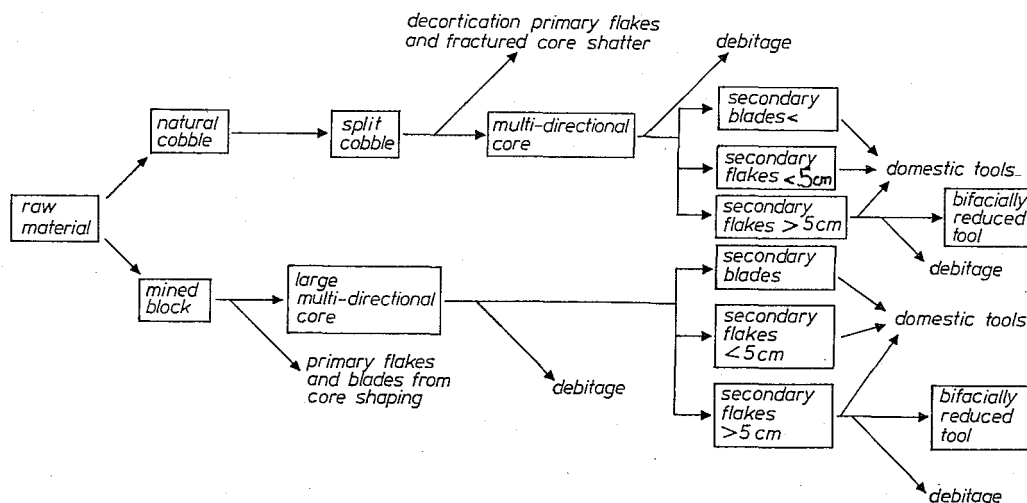 decortication primary flakes
and fractured core shatter
debitage
natural
cobble
split
cobble
multi-directional
core
secondary
blades<
secondary
flakes <5cm
domestic tools
secondary
flakes >5cm
bifacially
reduced
tool
debitage
raw
material
mined
block
large
multi-directional
core
primary flakes
and blades from
core shaping
debitage
secondary
blades
secondary
flakes
<5cm
domestic tools
secondary
flakes
>5cm
bifacially
reduced
tool
debitage